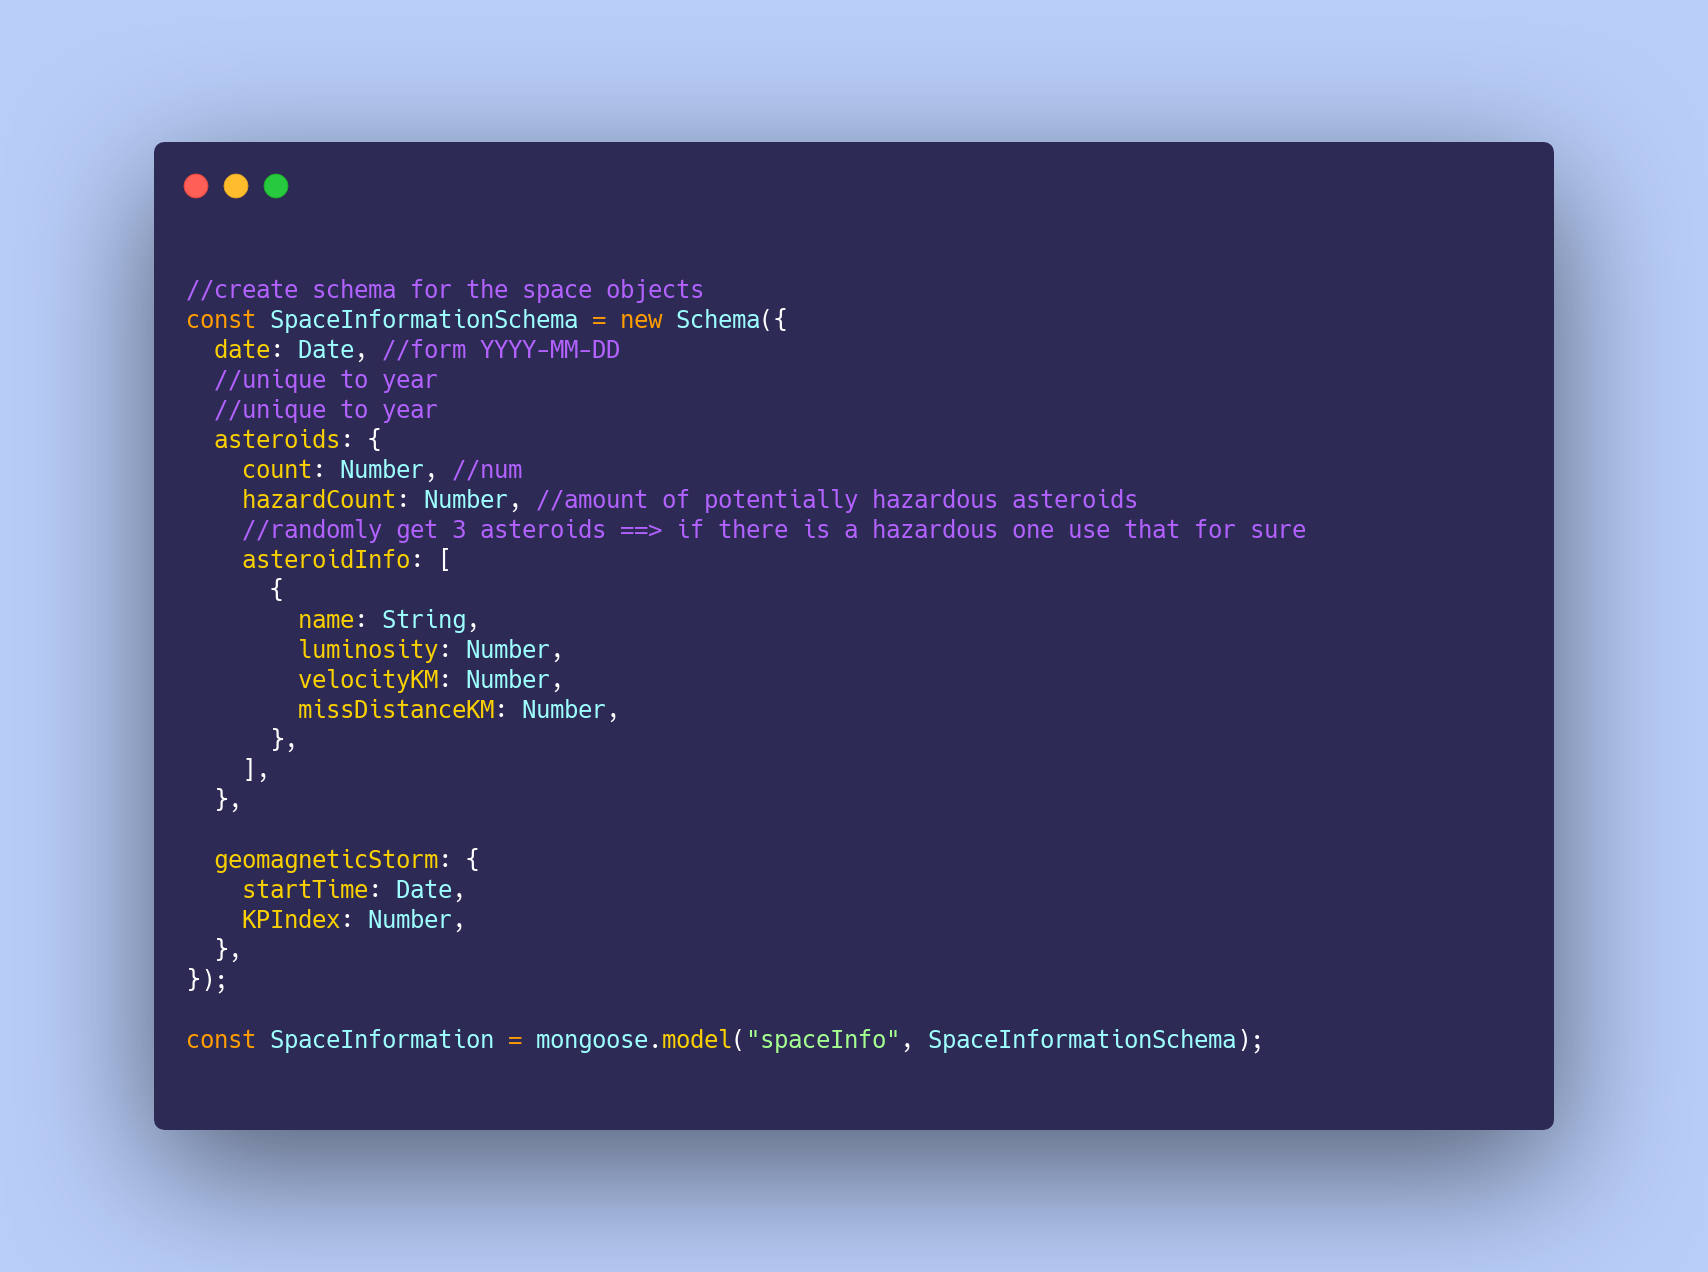 //create schema for the space objects
const SpaceInformationSchema = new Schema({
  date: Date, //form YYYY-MM-DD
  //unique to year
  //unique to year
  asteroids: {
    count: Number, //num
    hazardCount: Number, //amount of potentially hazardous asteroids
    //randomly get 3 asteroids ==> if there is a hazardous one use that for sure
    asteroidInfo: [
      {
        name: String,
        luminosity: Number,
        velocityKM: Number,
        missDistanceKM: Number,
      },
    ],
  },

  geomagneticStorm: {
    startTime: Date,
    KPIndex: Number,
  },
});

const SpaceInformation = mongoose.model("spaceInfo", SpaceInformationSchema);